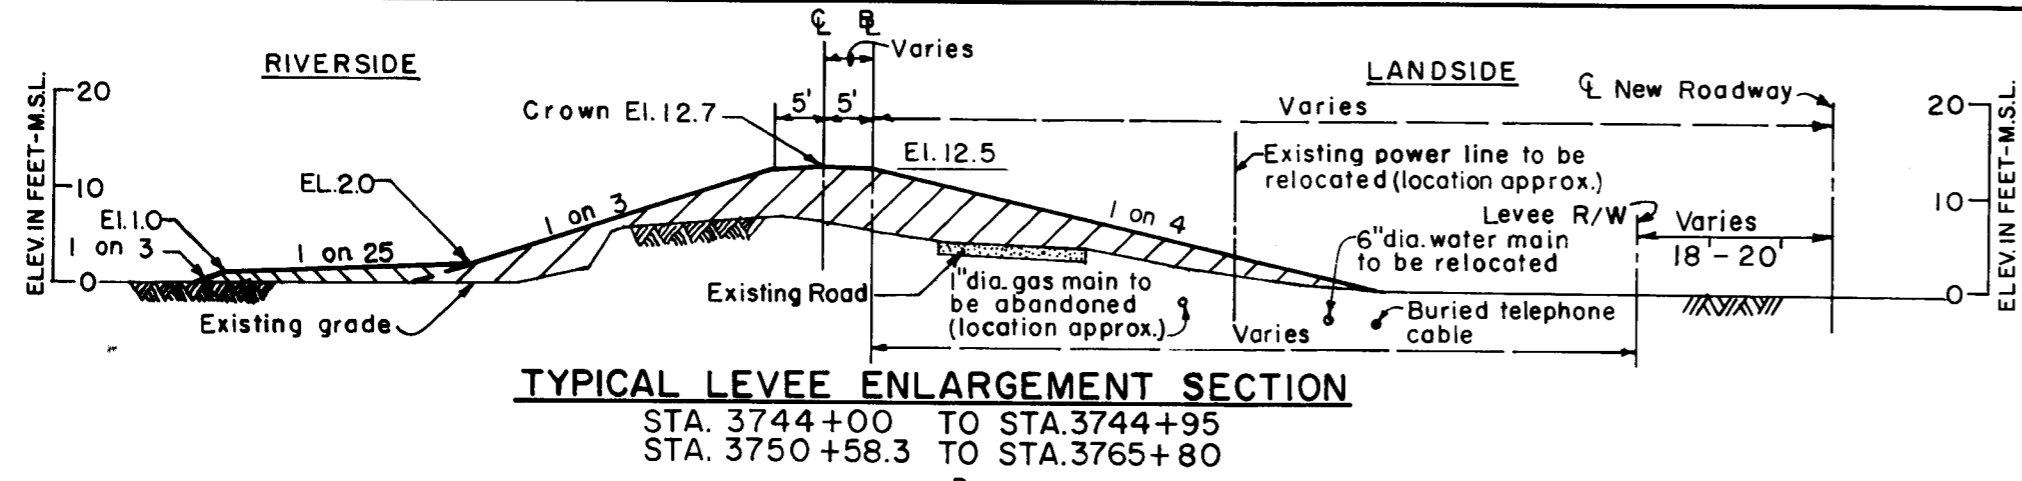 ℄ ℄B
Varies
RIVERSIDE
LANDSIDE
℄ New Roadway
ELEV. IN FEET-M.S.L.
20
10
0
Crown El. 12.7
5' 5'
Varies
El. 12.5
EL.2.0
El. 1.0
1 on 3
1 on 25
1 on 3
1 on 4
Existing power line to be
relocated (location approx.)
Levee R/W
Varies
18' - 20'
6" dia. water main
to be relocated
Existing Road
1" dia. gas main to
be abandoned
(location approx.)
Varies
Buried telephone
cable
Existing grade
20
10
0
ELEV. IN FEET-M.S.L.
TYPICAL LEVEE ENLARGEMENT SECTION
STA. 3744+00 TO STA. 3744+95
STA. 3750+58.3 TO STA. 3765+80